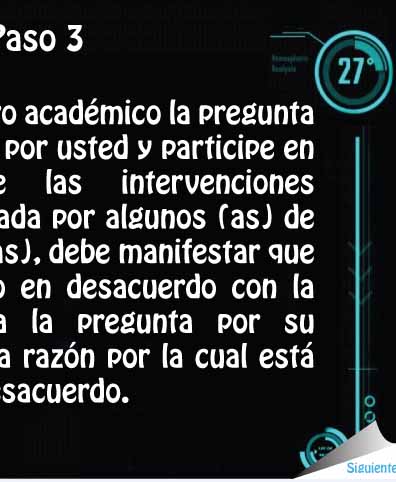 Paso 3
27°
ro académico la pregunta
por usted y participe en
e las intervenciones
ada por algunos (as) de
as), debe manifestar que
o en desacuerdo con la
a la pregunta por su
a razón por la cual está
sacuerdo.
Siguiente